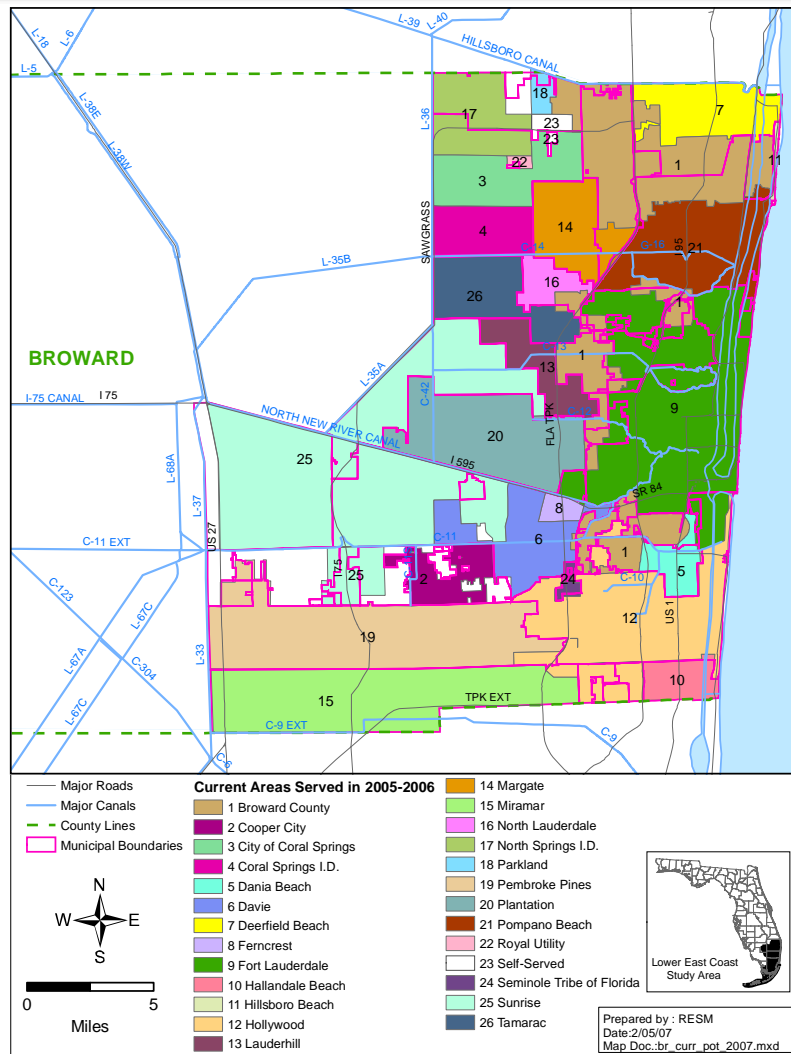 L-39
L-40
L-18
L-6
HILLSBORO CANAL
L-5
L-36
18
7
17
L-38E
23
23
L-38W
22
1
11
3
SAWGRASS
4
14
C-14
I 95
21
L-35B
16
26
1
BROWARD
1
13
L-35A
C-42
I-75 CANAL
I 75
9
NORTH NEW RIVER CANAL
20
FLA TPK
25
I 595
L-68A
SR 84
L-37
8
US 27
C-11
6
C-11 EXT
1
I75
25
2
24
5
C-10
C-123
L-67C
US 1
12
19
L-67A
L-33
C-304
10
L-67C
15
TPK EXT
C-9 EXT
C-9
Major Roads
Major Canals
County Lines
Municipal Boundaries
N
W
E
S
0
5
Miles
Current Areas Served in 2005-2006
1 Broward County
2 Cooper City
3 City of Coral Springs
4 Coral Springs I.D.
5 Dania Beach
6 Davie
7 Deerfield Beach
8 Ferncrest
9 Fort Lauderdale
10 Hallandale Beach
11 Hillsboro Beach
12 Hollywood
13 Lauderhill
14 Margate
15 Miramar
16 North Lauderdale
17 North Springs I.D.
18 Parkland
19 Pembroke Pines
20 Plantation
21 Pompano Beach
22 Royal Utility
23 Self-Served
24 Seminole Tribe of Florida
25 Sunrise
26 Tamarac
Lower East Coast
Study Area
Prepared by : RESM
Date:2/05/07
Map Doc.:br_curr_pot_2007.mxd